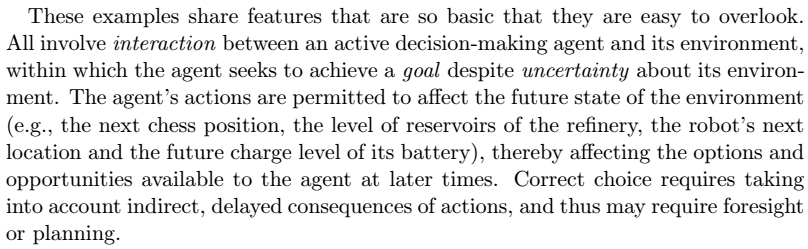 These examples share features that are so basic that they are easy to overlook.
All involve interaction between an active decision-making agent and its environment,
within which the agent seeks to achieve a goal despite uncertainty about its environ-
ment. The agent's actions are permitted to affect the future state of the environment
(e.g., the next chess position, the level of reservoirs of the refinery, the robot's next
location and the future charge level of its battery), thereby affecting the options and
opportunities available to the agent at later times. Correct choice requires taking
into account indirect, delayed consequences of actions, and thus may require foresight
or planning.